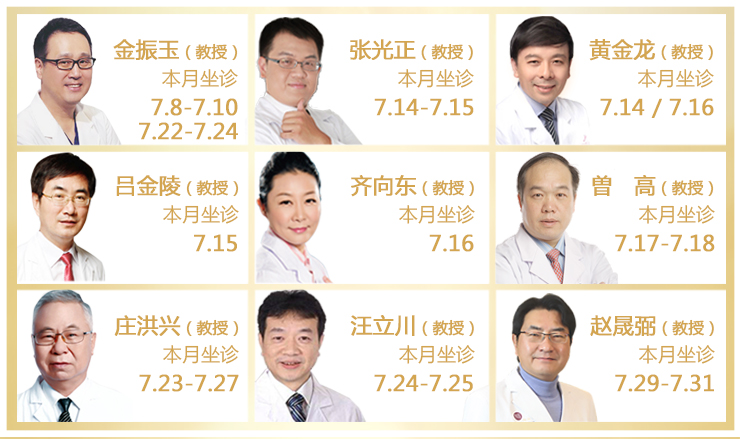 金振玉（教授）
本月坐诊
7.8-7.10
7.22-7.24
张光正（教授）
本月坐诊
7.14-7.15
黄金龙（教授）
本月坐诊
7.14 / 7.16
吕金陵（教授）
本月坐诊
7.15
齐向东（教授）
本月坐诊
7.16
曾　高（教授）
本月坐诊
7.17-7.18
庄洪兴（教授）
本月坐诊
7.23-7.27
汪立川（教授）
本月坐诊
7.24-7.25
赵晟弼（教授）
本月坐诊
7.29-7.31